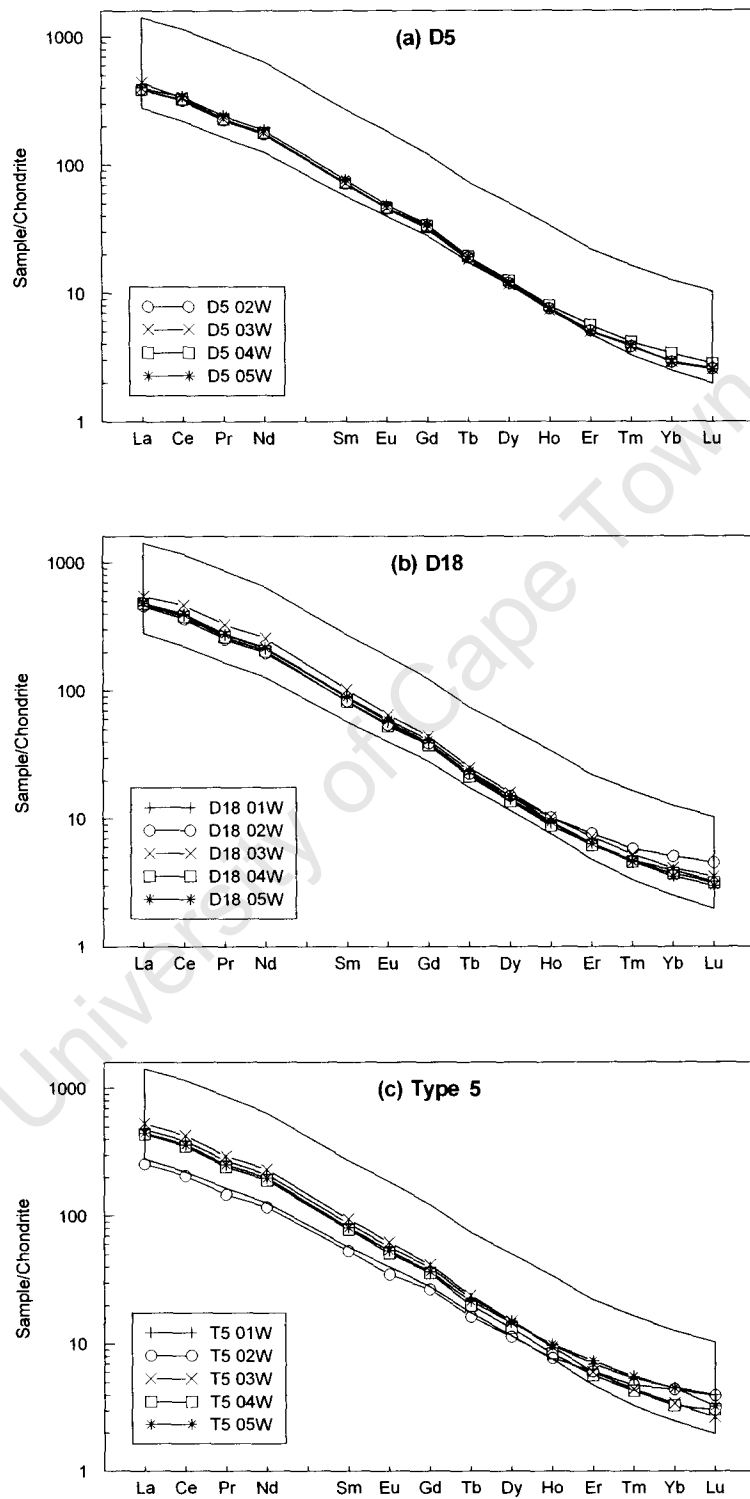 (a) D5
1000
100
10
1
Sample/Chondrite
D5 02W
D5 03W
D5 04W
D5 05W
La Ce Pr Nd Sm Eu Gd Tb Dy Ho Er Tm Yb Lu
(b) D18
1000
100
10
1
Sample/Chondrite
D18 01W
D18 02W
D18 03W
D18 04W
D18 05W
La Ce Pr Nd Sm Eu Gd Tb Dy Ho Er Tm Yb Lu
(c) Type 5
1000
100
10
1
Sample/Chondrite
T5 01W
T5 02W
T5 03W
T5 04W
T5 05W
La Ce Pr Nd Sm Eu Gd Tb Dy Ho Er Tm Yb Lu
University of Cape Town